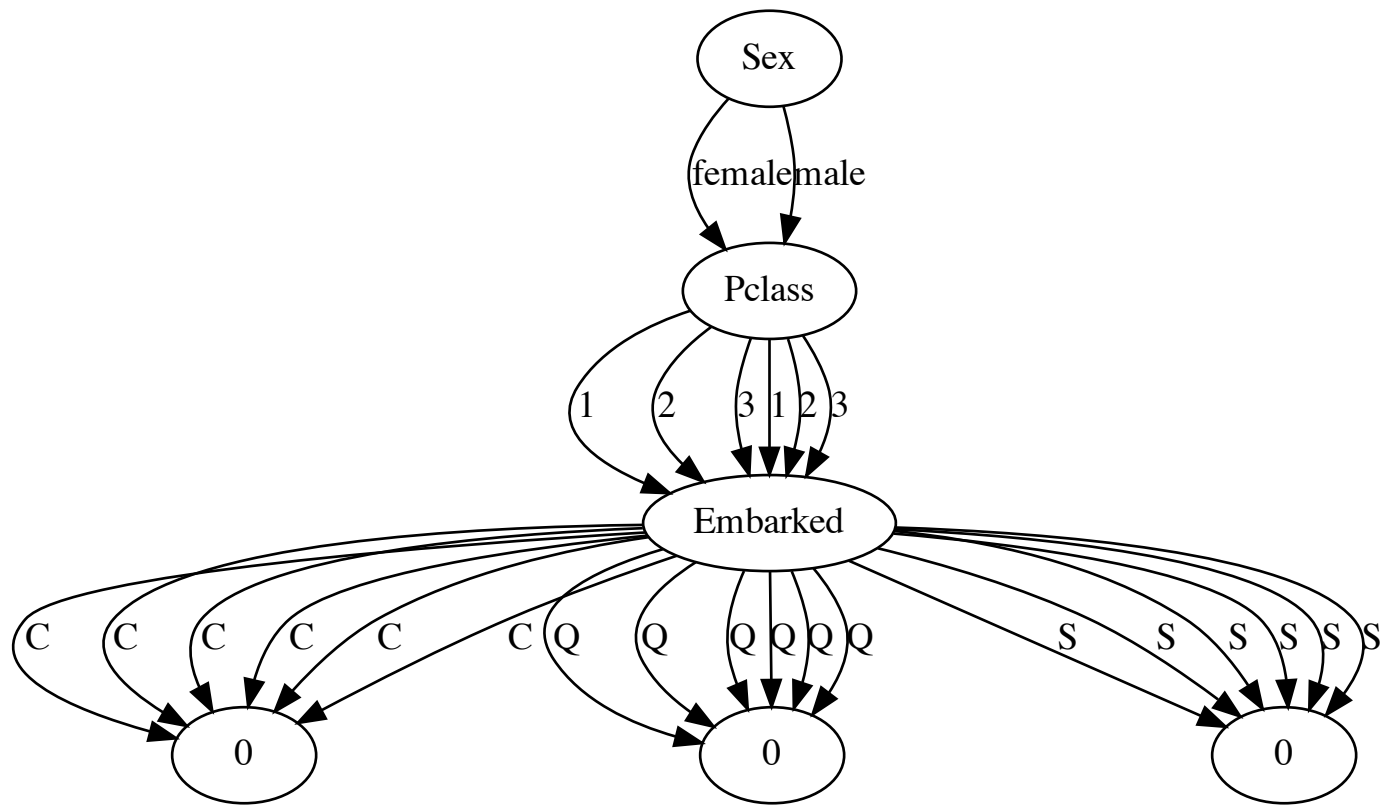 Sex
female male
Pclass
1 2 3 1 2 3
Embarked
C C C C C C Q Q Q Q Q Q S S S S S S
0 0 0